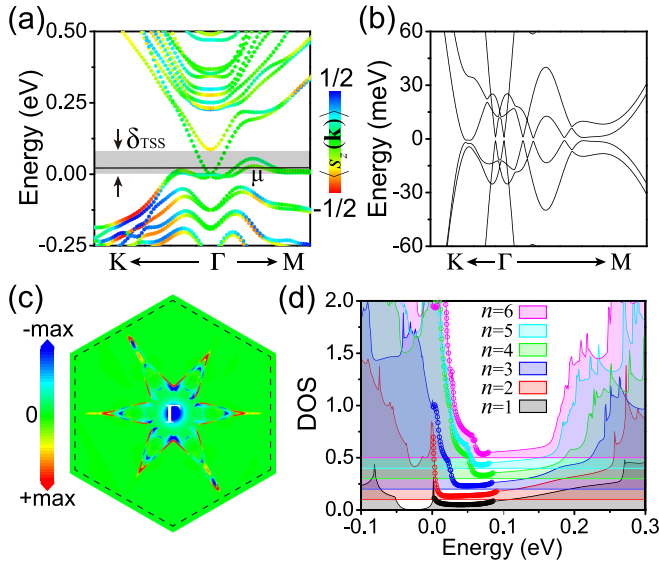 (a)
0.50
0.25
0.00
-0.25
Energy (eV)
δTSS
μ
K Γ M
1/2
⟨s_z(k)⟩
-1/2
(b)
60
30
0
-30
-60
Energy (meV)
K Γ M
(c)
-max
0
+max
Γ
(d)
2.0
1.5
1.0
0.5
0.0
DOS
n=6
n=5
n=4
n=3
n=2
n=1
-0.1 0.0 0.1 0.2 0.3
Energy (eV)